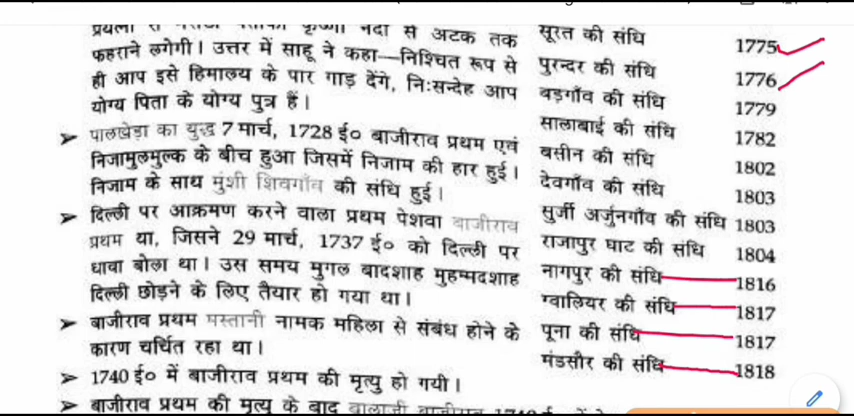 से अटक तक
फहराने लगेगी। उत्तर में साहू ने कहा—निश्चित रूप से
ही आप इसे हिमालय के पार गाड़ देंगे, निःसन्देह आप
योग्य पिता के योग्य पुत्र हैं।
➤ पालखेड़ा का युद्ध 7 मार्च, 1728 ई० बाजीराव प्रथम एवं
निजामुलमुल्क के बीच हुआ जिसमें निजाम की हार हुई।
निजाम के साथ मुंशी शिवगाँव की संधि हुई।
➤ दिल्ली पर आक्रमण करने वाला प्रथम पेशवा बाजीराव
प्रथम था, जिसने 29 मार्च, 1737 ई० को दिल्ली पर
धावा बोला था। उस समय मुगल बादशाह मुहम्मदशाह
दिल्ली छोड़ने के लिए तैयार हो गया था।
➤ बाजीराव प्रथम मस्तानी नामक महिला से संबंध होने के
कारण चर्चित रहा था।
➤ 1740 ई० में बाजीराव प्रथम की मृत्यु हो गयी।
➤ बाजीराव प्रथम की मृत्यु के बाद बालाजी बाजीराव
सूरत की संधि 1775
पुरन्दर की संधि 1776
बड़गाँव की संधि 1779
सालाबाई की संधि 1782
बसीन की संधि 1802
देवगाँव की संधि 1803
सुर्जी अर्जुनगाँव की संधि 1803
राजापुर घाट की संधि 1804
नागपुर की संधि 1816
ग्वालियर की संधि 1817
पूना की संधि 1817
मंडसौर की संधि 1818